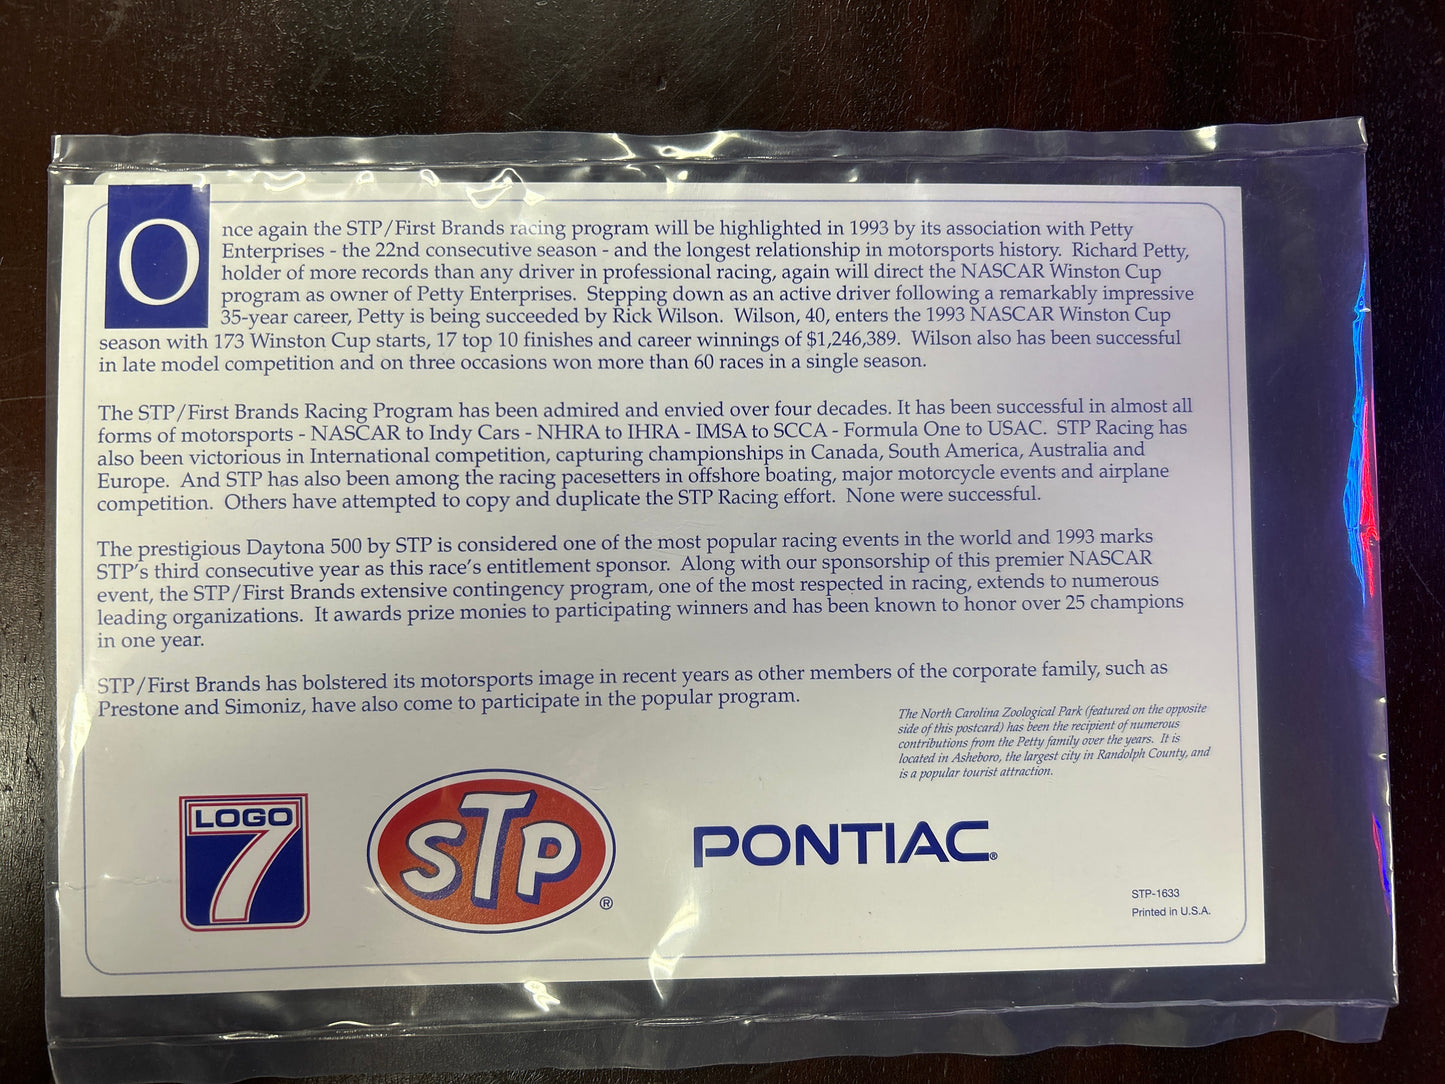 Once again the STP/First Brands racing program will be highlighted in 1993 by its association with Petty
Enterprises - the 22nd consecutive season - and the longest relationship in motorsports history. Richard Petty,
holder of more records than any driver in professional racing, again will direct the NASCAR Winston Cup
program as owner of Petty Enterprises. Stepping down as an active driver following a remarkably impressive
35-year career, Petty is being succeeded by Rick Wilson. Wilson, 40, enters the 1993 NASCAR Winston Cup
season with 173 Winston Cup starts, 17 top 10 finishes and career winnings of $1,246,389. Wilson also has been successful
in late model competition and on three occasions won more than 60 races in a single season.
The STP/First Brands Racing Program has been admired and envied over four decades. It has been successful in almost all
forms of motorsports - NASCAR to Indy Cars - NHRA to IHRA - IMSA to SCCA - Formula One to USAC. STP Racing has
also been victorious in International competition, capturing championships in Canada, South America, Australia and
Europe. And STP has also been among the racing pacesetters in offshore boating, major motorcycle events and airplane
competition. Others have attempted to copy and duplicate the STP Racing effort. None were successful.
The prestigious Daytona 500 by STP is considered one of the most popular racing events in the world and 1993 marks
STP's third consecutive year as this race's entitlement sponsor. Along with our sponsorship of this premier NASCAR
event, the STP/First Brands extensive contingency program, one of the most respected in racing, extends to numerous
leading organizations. It awards prize monies to participating winners and has been known to honor over 25 champions
in one year.
STP/First Brands has bolstered its motorsports image in recent years as other members of the corporate family, such as
Prestone and Simoniz, have also come to participate in the popular program.
The North Carolina Zoological Park (featured on the opposite
side of this postcard) has been the recipient of numerous
contributions from the Petty family over the years. It is
located in Asheboro, the largest city in Randolph County, and
is a popular tourist attraction.
LOGO
7
STP®
PONTIAC®
STP-1633
Printed in U.S.A.